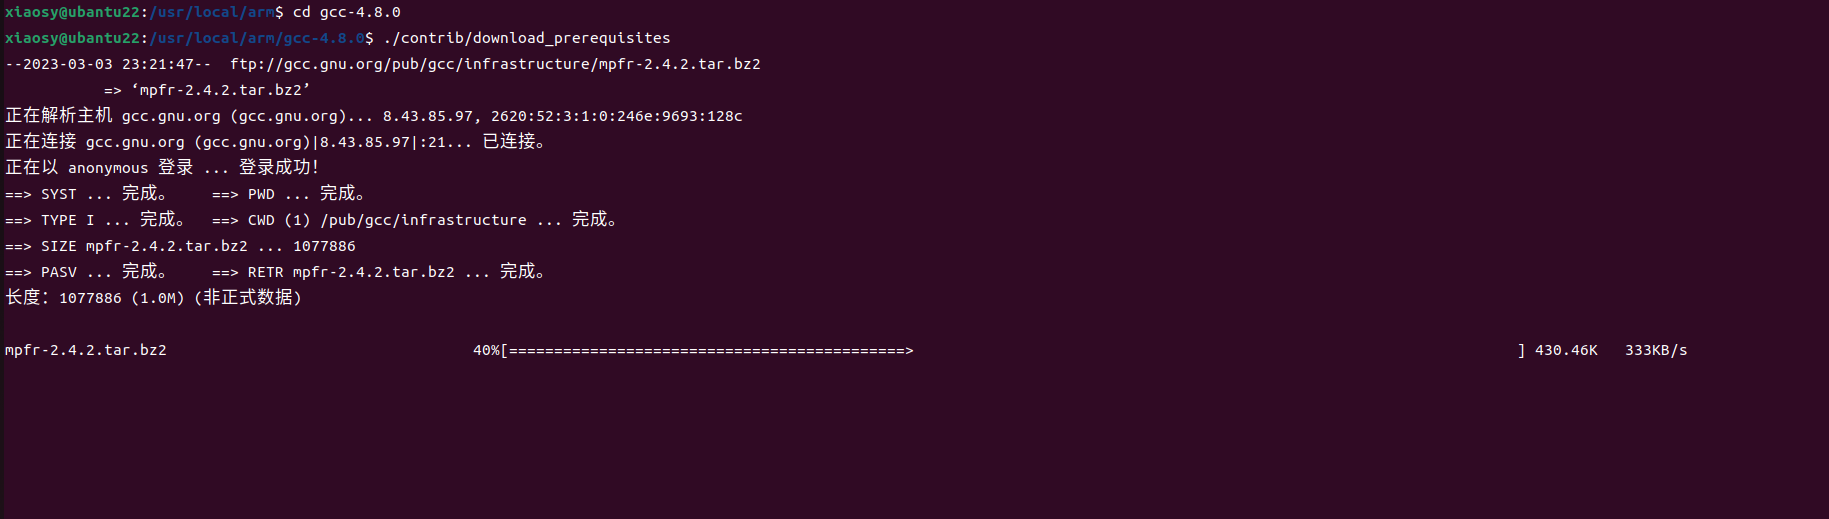 xiaosy@ubantu22:/usr/local/arm$ cd gcc-4.8.0
xiaosy@ubantu22:/usr/local/arm/gcc-4.8.0$ ./contrib/download_prerequisites
--2023-03-03 23:21:47--  ftp://gcc.gnu.org/pub/gcc/infrastructure/mpfr-2.4.2.tar.bz2
           => ‘mpfr-2.4.2.tar.bz2’
正在解析主机 gcc.gnu.org (gcc.gnu.org)... 8.43.85.97, 2620:52:3:1:0:246e:9693:128c
正在连接 gcc.gnu.org (gcc.gnu.org)|8.43.85.97|:21... 已连接。
正在以 anonymous 登录 ... 登录成功！
==> SYST ... 完成。    ==> PWD ... 完成。
==> TYPE I ... 完成。  ==> CWD (1) /pub/gcc/infrastructure ... 完成。
==> SIZE mpfr-2.4.2.tar.bz2 ... 1077886
==> PASV ... 完成。    ==> RETR mpfr-2.4.2.tar.bz2 ... 完成。
长度：1077886 (1.0M) (非正式数据)
mpfr-2.4.2.tar.bz2                                  40%[============================================>                                                                   ] 430.46K   333KB/s